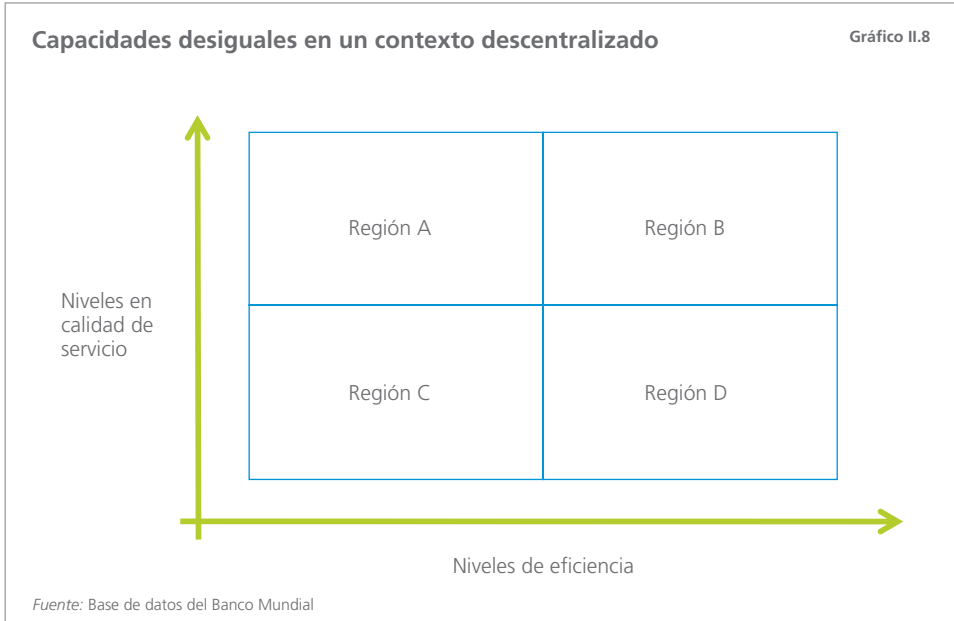 Capacidades desiguales en un contexto descentralizado
Gráfico II.8
Región A
Región B
Niveles en
calidad de
servicio
Región C
Región D
Niveles de eficiencia
Fuente: Base de datos del Banco Mundial